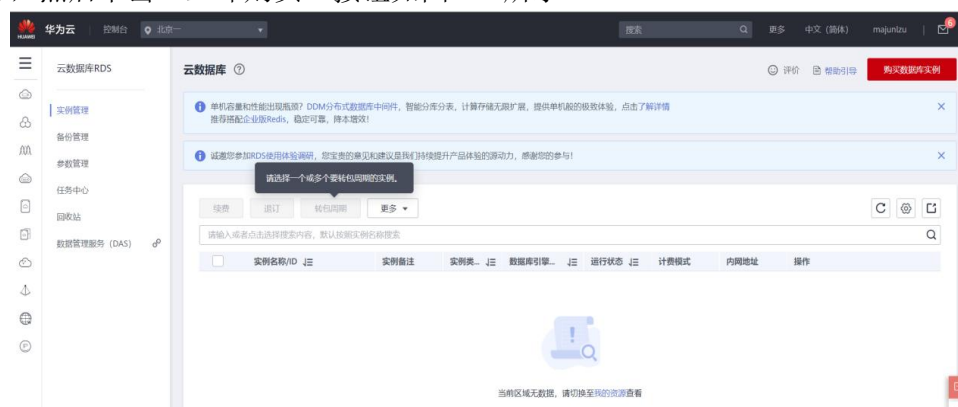 HUAWEI 华为云 控制台 北京一 搜索 更多 中文 (简体) majunlzu 6
云数据库RDS
实例管理
备份管理
参数管理
任务中心
回收站
数据管理服务 (DAS)
云数据库 评价 帮助引导 购买数据库实例
单机容量和性能出现瓶颈? DDM分布式数据库中间件, 智能分库分表、计算存储无限扩展, 提供单机般的极致体验, 点击了解详情
推荐搭配企业版Redis, 稳定可靠, 降本增效!
诚邀您参加RDS使用体验调研, 您宝贵的意见和建议是我们持续提升产品体验的源动力, 感谢您的参与!
请选择一个或多个要转包周期的实例。
续费 退订 转包周期 更多
请输入或者点击选择搜索内容, 默认按照实例名称搜索
实例名称/ID 实例备注 实例类... 数据库引擎... 运行状态 计费模式 内网地址 操作
当前区域无数据, 请切换至我的资源查看